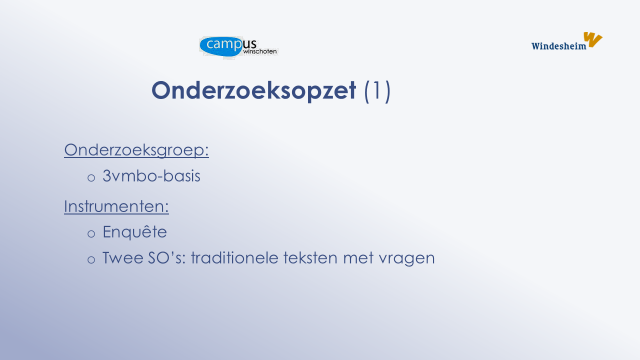 campus
winschoten
Windesheim
Onderzoeksopzet (1)
Onderzoeksgroep:
o 3vmbo-basis
Instrumenten:
o Enquête
o Twee SO’s: traditionele teksten met vragen